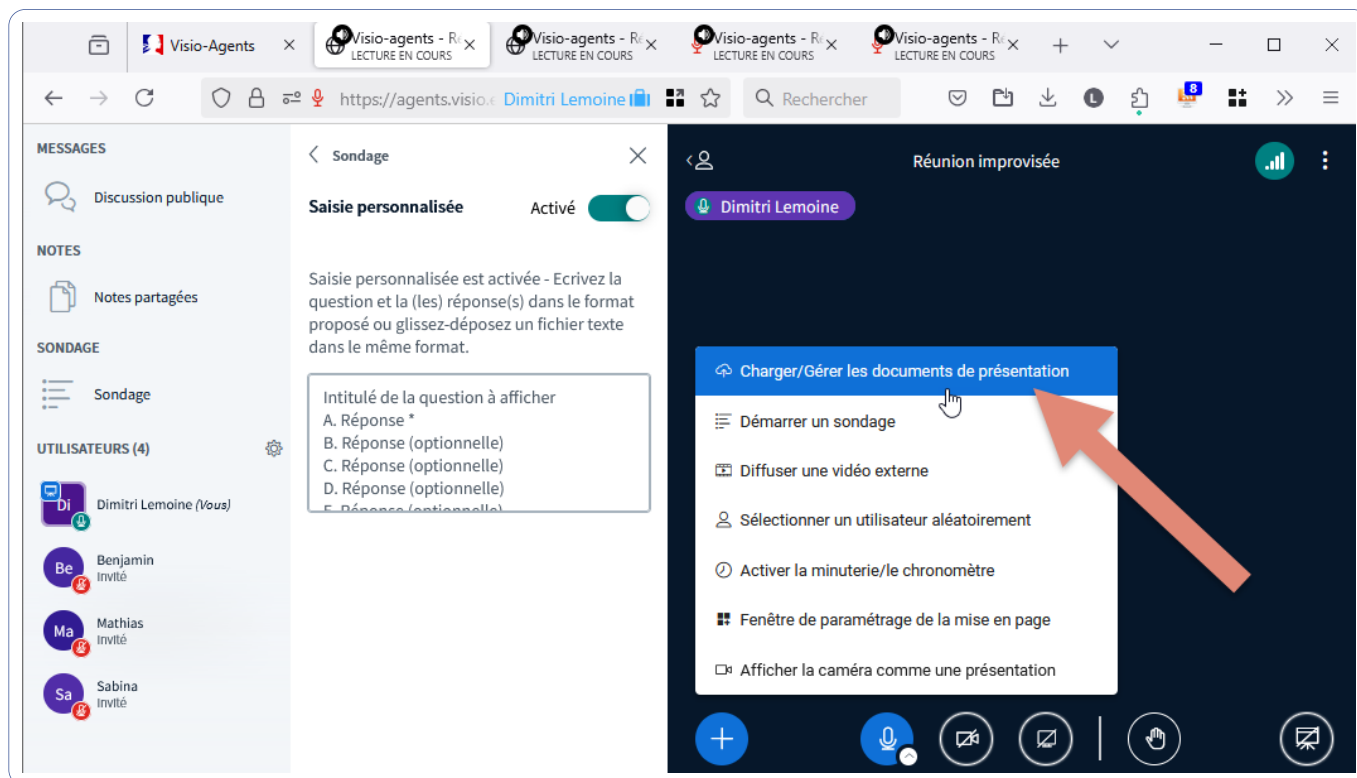 Visio-Agents
Visio-agents - Ré
LECTURE EN COURS
Visio-agents - Ré
LECTURE EN COURS
Visio-agents - Ré
LECTURE EN COURS
Visio-agents - Ré
LECTURE EN COURS
https://agents.visio.e Dimitri Lemoine
Rechercher
L
8
MESSAGES
Discussion publique
NOTES
Notes partagées
SONDAGE
Sondage
UTILISATEURS (4)
Di
Dimitri Lemoine (Vous)
Be
Benjamin
Invité
Ma
Mathias
Invité
Sa
Sabina
Invité
Sondage
Saisie personnalisée
Activé
Saisie personnalisée est activée - Ecrivez la
question et la (les) réponse(s) dans le format
proposé ou glissez-déposez un fichier texte
dans le même format.
Intitulé de la question à afficher
A. Réponse *
B. Réponse (optionnelle)
C. Réponse (optionnelle)
D. Réponse (optionnelle)
E. Réponse (optionnelle)
Réunion improvisée
Dimitri Lemoine
Charger/Gérer les documents de présentation
Démarrer un sondage
Diffuser une vidéo externe
Sélectionner un utilisateur aléatoirement
Activer la minuterie/le chronomètre
Fenêtre de paramétrage de la mise en page
Afficher la caméra comme une présentation